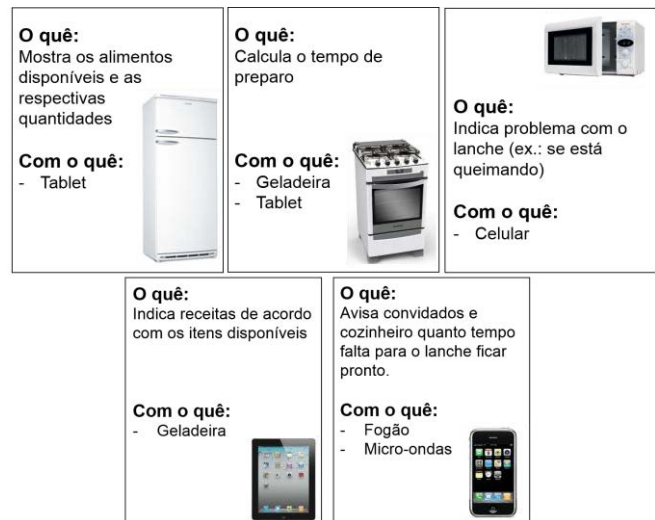 O quê:
Mostra os alimentos
disponíveis e as
respectivas
quantidades
Com o quê:
- Tablet
O quê:
Calcula o tempo de
preparo
Com o quê:
- Geladeira
- Tablet
O quê:
Indica problema com o
lanche (ex.: se está
queimando)
Com o quê:
- Celular
O quê:
Indica receitas de acordo
com os itens disponíveis
Com o quê:
- Geladeira
O quê:
Avisa convidados e
cozinheiro quanto tempo
falta para o lanche ficar
pronto.
Com o quê:
- Fogão
- Micro-ondas